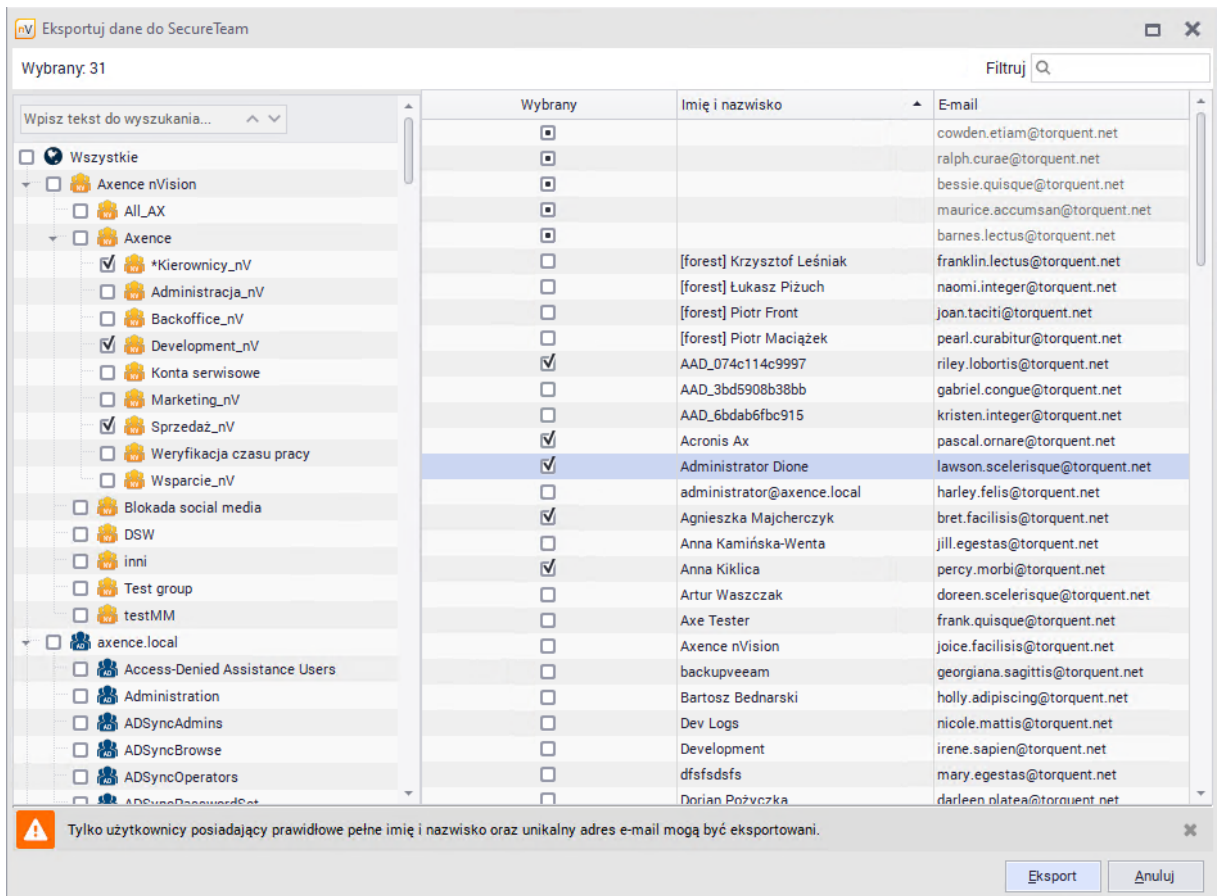 nV Eksportuj dane do SecureTeam
Wybrany: 31
Filtruj
Wpisz tekst do wyszukania...
Wszystkie
Axence nVision
All_AX
Axence
*Kierownicy_nV
Administracja_nV
Backoffice_nV
Development_nV
Konta serwisowe
Marketing_nV
Sprzedaż_nV
Weryfikacja czasu pracy
Wsparcie_nV
Blokada social media
DSW
inni
Test group
testMM
axence.local
Access-Denied Assistance Users
Administration
ADSyncAdmins
ADSyncBrowse
ADSyncOperators
ADSyncPasswordSet
Wybrany Imię i nazwisko E-mail
cowden.etiam@torquent.net
ralph.curae@torquent.net
bessie.quisque@torquent.net
maurice.accumsan@torquent.net
barnes.lectus@torquent.net
[forest] Krzysztof Leśniak franklin.lectus@torquent.net
[forest] Łukasz Piżuch naomi.integer@torquent.net
[forest] Piotr Front joan.taciti@torquent.net
[forest] Piotr Maciążek pearl.curabitur@torquent.net
AAD_074c114c9997 riley.lobortis@torquent.net
AAD_3bd5908b38bb gabriel.congue@torquent.net
AAD_6bdab6fbc915 kristen.integer@torquent.net
Acronis Ax pascal.ornare@torquent.net
Administrator Dione lawson.scelerisque@torquent.net
administrator@axence.local harley.felis@torquent.net
Agnieszka Majcherczyk bret.facilisis@torquent.net
Anna Kamińska-Wenta jill.egestas@torquent.net
Anna Kiklica percy.morbi@torquent.net
Artur Waszczak doreen.scelerisque@torquent.net
Axe Tester frank.quisque@torquent.net
Axence nVision joice.facilisis@torquent.net
backupveeam georgiana.sagittis@torquent.net
Bartosz Bednarski holly.adipiscing@torquent.net
Dev Logs nicole.mattis@torquent.net
Development irene.sapien@torquent.net
dfsfsdsfs mary.egestas@torquent.net
Dorian Pożyczka darleen.platea@torquent.net
Tylko użytkownicy posiadający prawidłowe pełne imię i nazwisko oraz unikalny adres e-mail mogą być eksportowani.
Eksport Anuluj